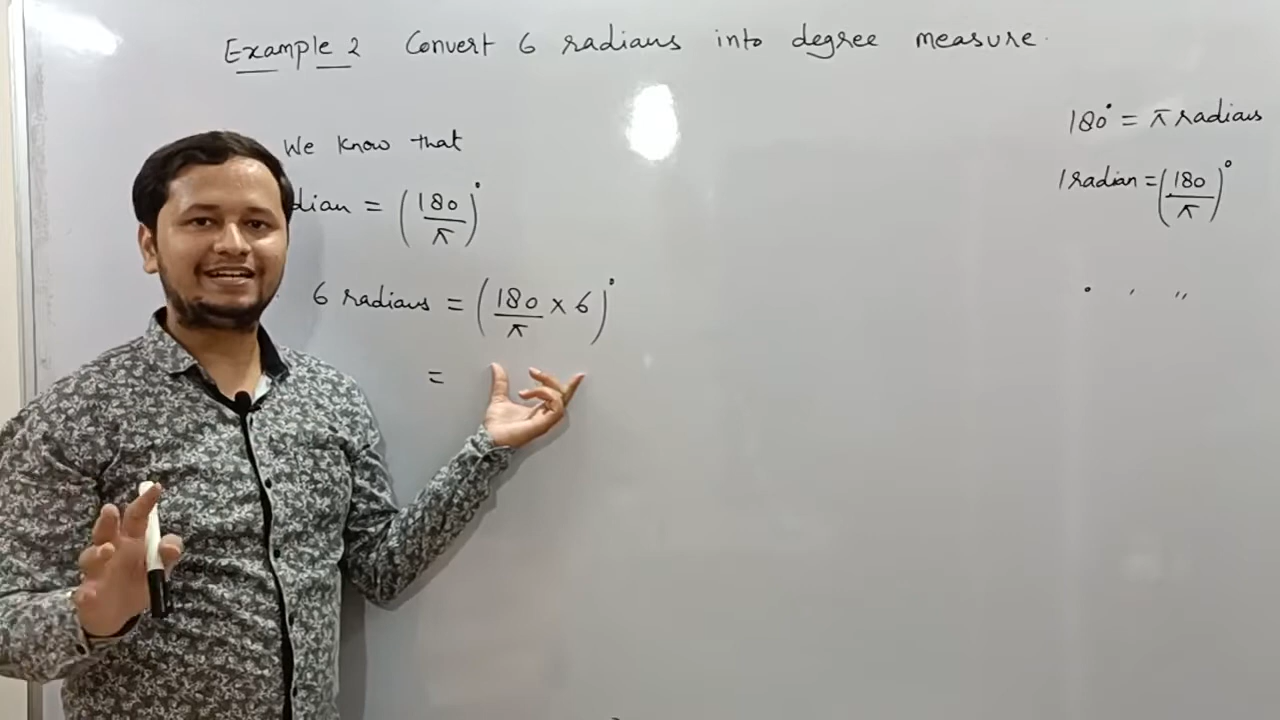 Example 2 Convert 6 radians into degree measure.
We know that
dian = (180/π)°
6 radians = (180/π × 6)°
=
180° = π radians
1 radian = (180/π)°
° ′ ″